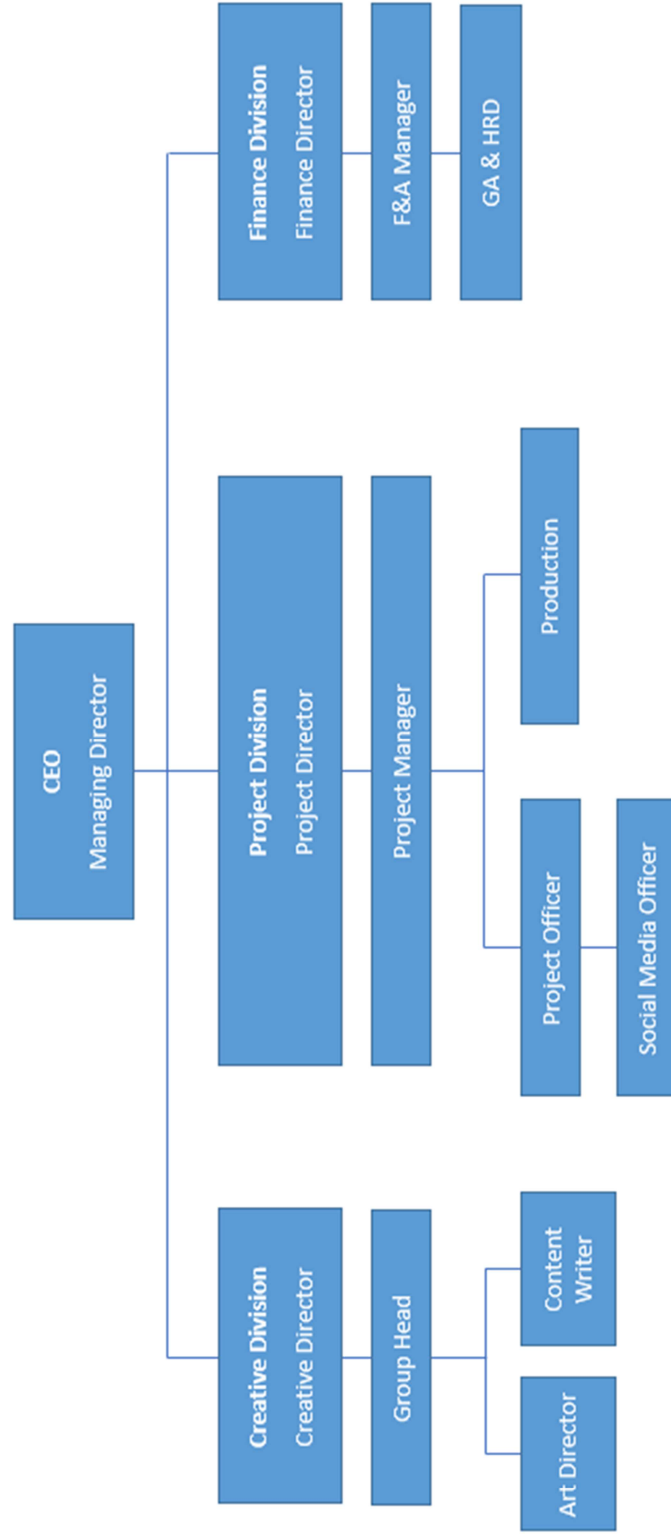 CEO
Managing Director
Creative Division
Creative Director
Project Division
Project Director
Finance Division
Finance Director
Group Head
Project Manager
F&A Manager
GA & HRD
Art Director
Content
Writer
Project Officer
Production
Social Media Officer